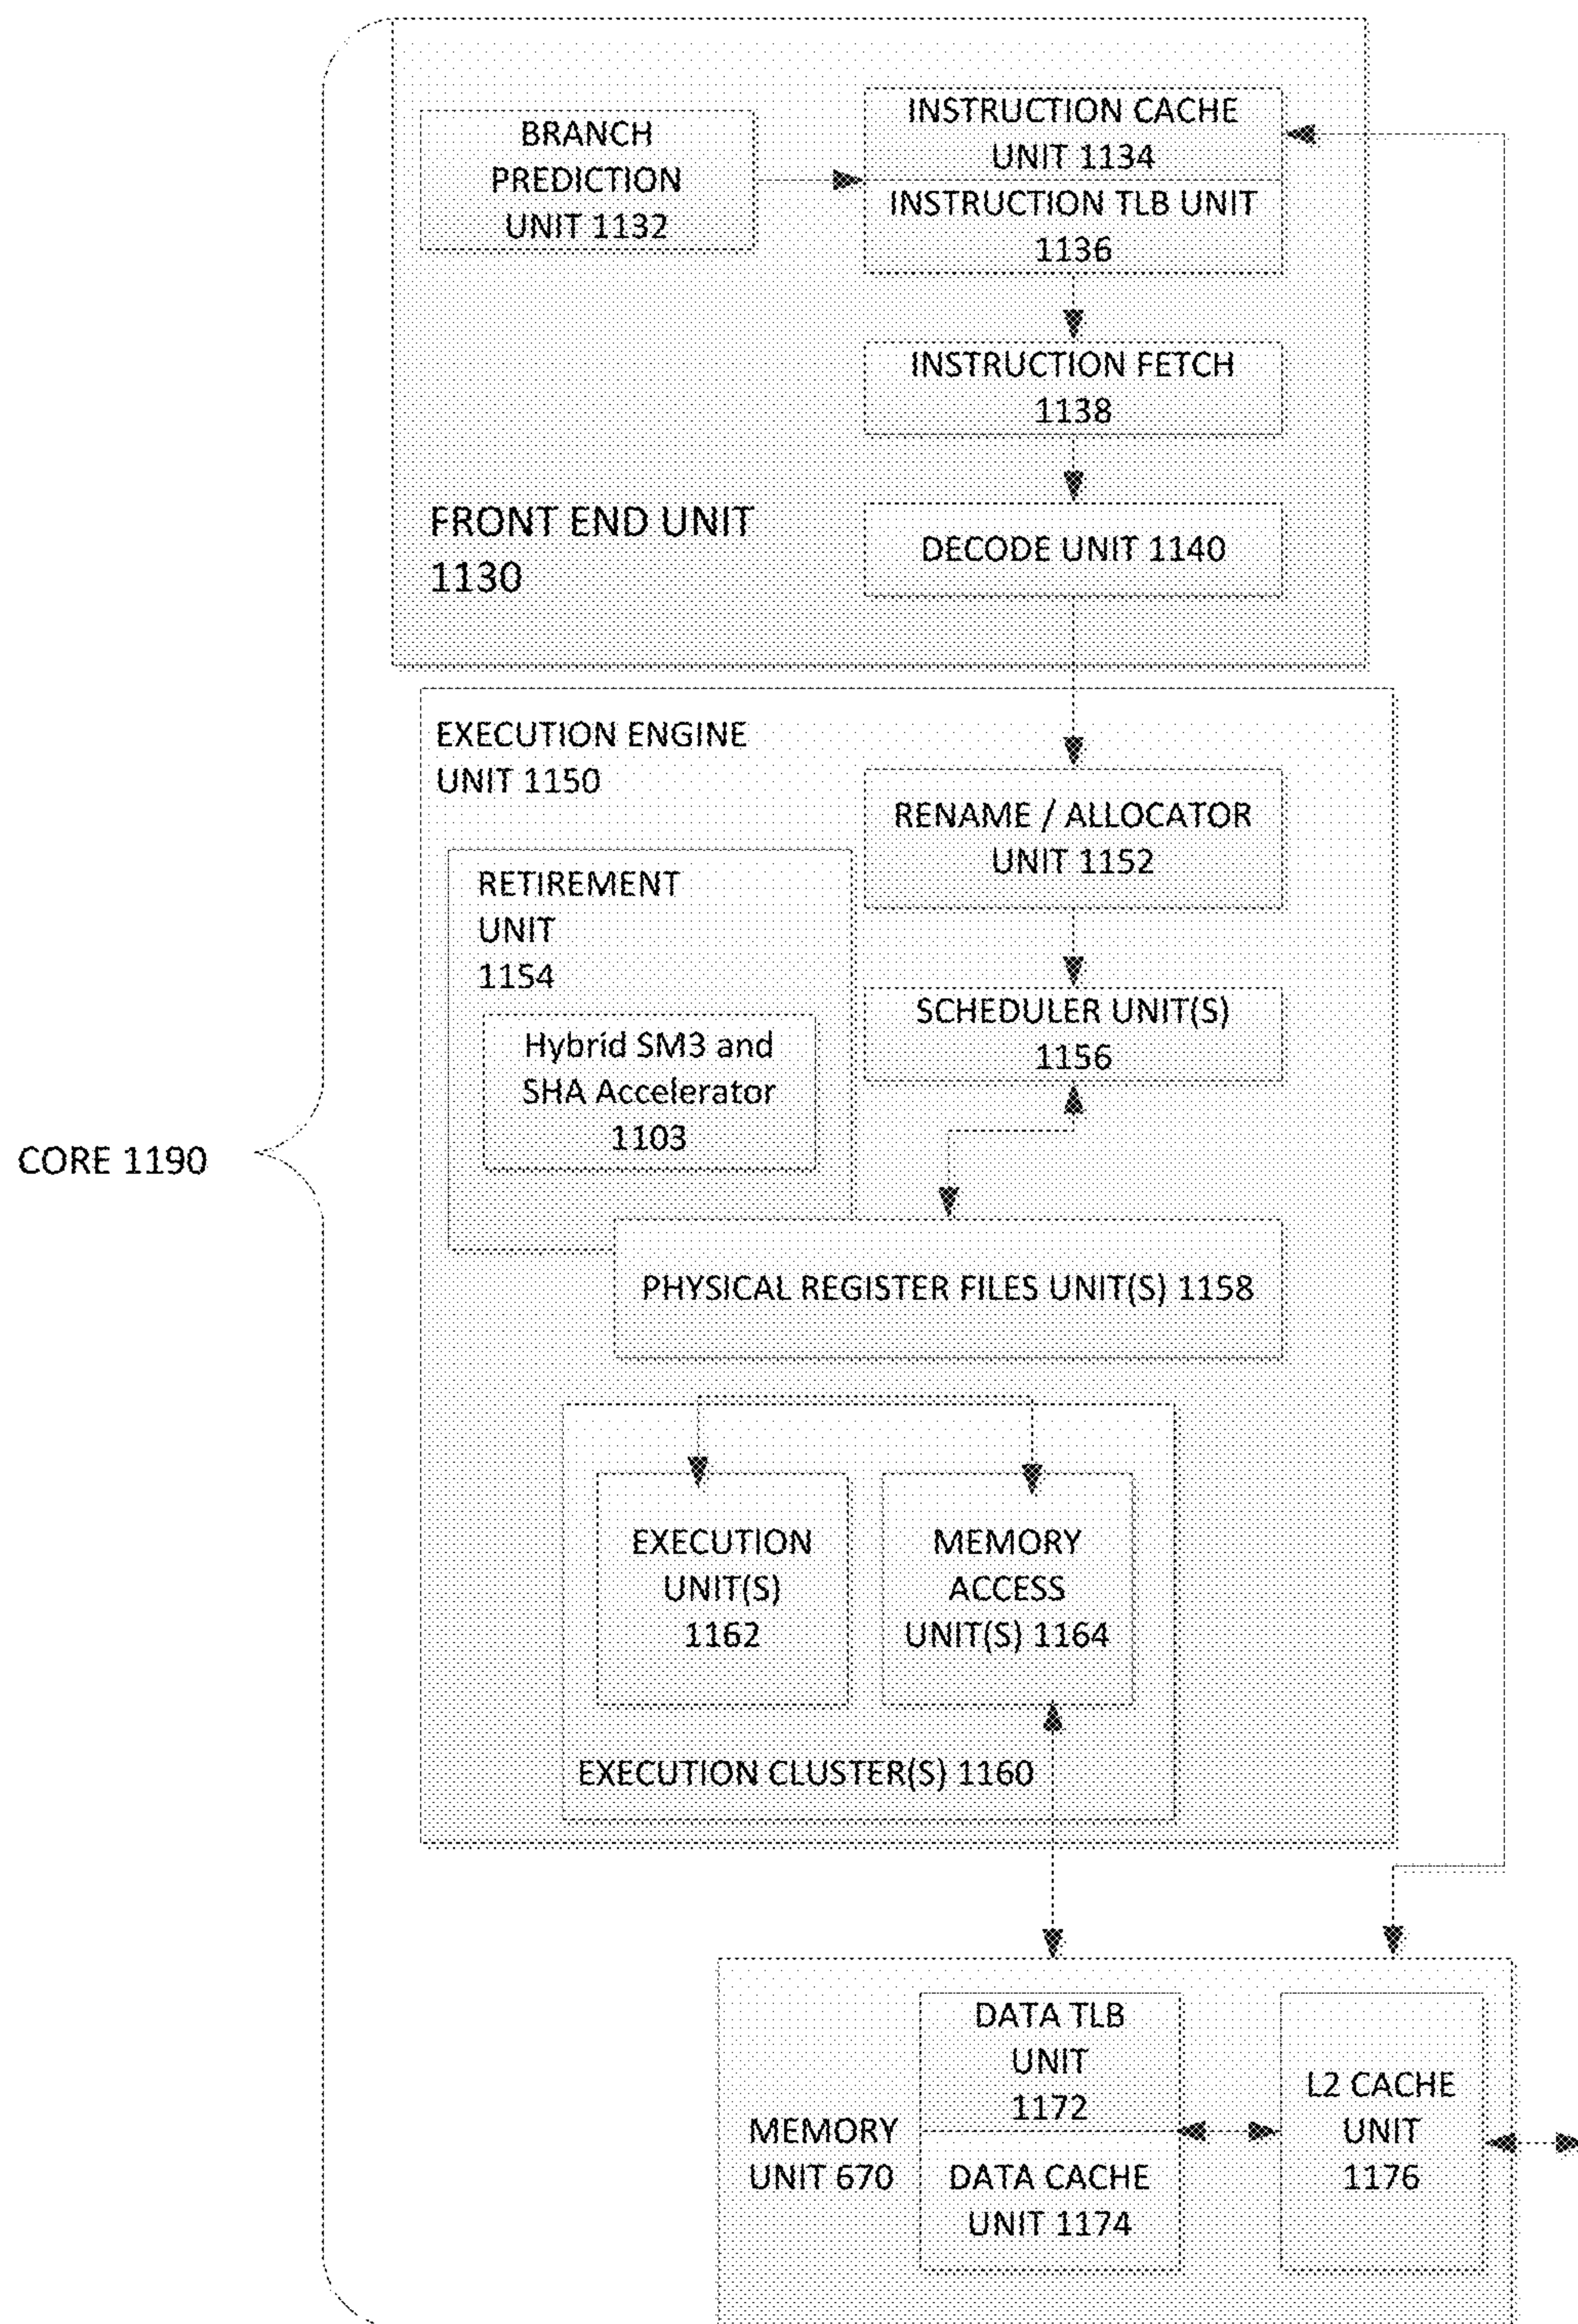 BRANCH
PREDICTION
UNIT 1132
INSTRUCTION CACHE
UNIT 1134
INSTRUCTION TLB UNIT
1136
INSTRUCTION FETCH
1138
FRONT END UNIT
1130
DECODE UNIT 1140
EXECUTION ENGINE
UNIT 1150
RENAME / ALLOCATOR
UNIT 1152
RETIREMENT
UNIT
1154
SCHEDULER UNIT(S)
1156
Hybrid SM3 and
SHA Accelerator
1103
CORE 1190
PHYSICAL REGISTER FILES UNIT(S) 1158
EXECUTION
UNIT(S)
1162
MEMORY
ACCESS
UNIT(S) 1164
EXECUTION CLUSTER(S) 1160
MEMORY
UNIT 670
DATA TLB
UNIT
1172
DATA CACHE
UNIT 1174
L2 CACHE
UNIT
1176